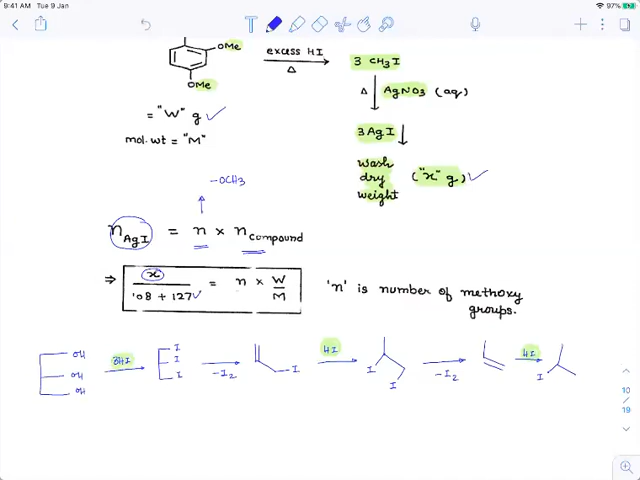 9:41 AM Tue 9 Jan
97%
OMe
OMe
excess HI
Δ
3 CH3I
Δ AgNO3 (aq)
3 AgI ↓
= "W" g ✓
mol. wt = "M"
wash
dry
weight
("x" g) ✓
-OCH3
n AgI = n × n compound
⇒ x / 108 + 127 ✓ = n × W / M
'n' is number of methoxy
groups.
OH
OH
OH
3HI
I
I
I
-I2
I
HI
I
I
-I2
HI
I
10
/
19